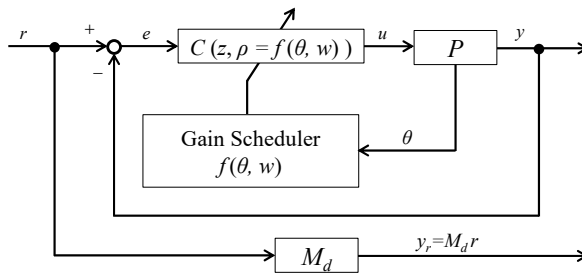 r
+
−
e
C ( z, ρ = f(θ, w) )
u
P
y
Gain Scheduler
f(θ, w)
θ
M_d
y_r=M_d r